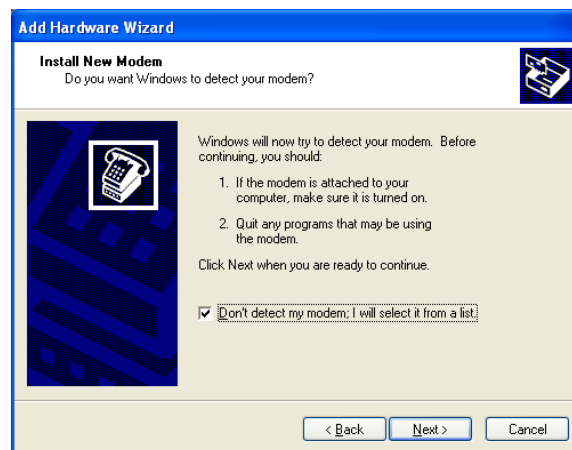 Add Hardware Wizard
Install New Modem
Do you want Windows to detect your modem?
Windows will now try to detect your modem. Before
continuing, you should:
1. If the modem is attached to your
computer, make sure it is turned on.
2. Quit any programs that may be using
the modem.
Click Next when you are ready to continue.
Don't detect my modem; I will select it from a list.
< Back
Next >
Cancel